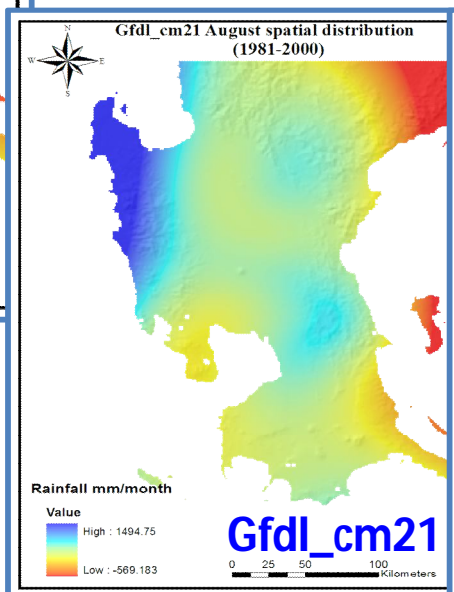 Gfdl_cm21 August spatial distribution
(1981-2000)
N
W E
S
Rainfall mm/month
Value
High : 1494.75
Low : -569.183
Gfdl_cm21
0 25 50 100
Kilometers